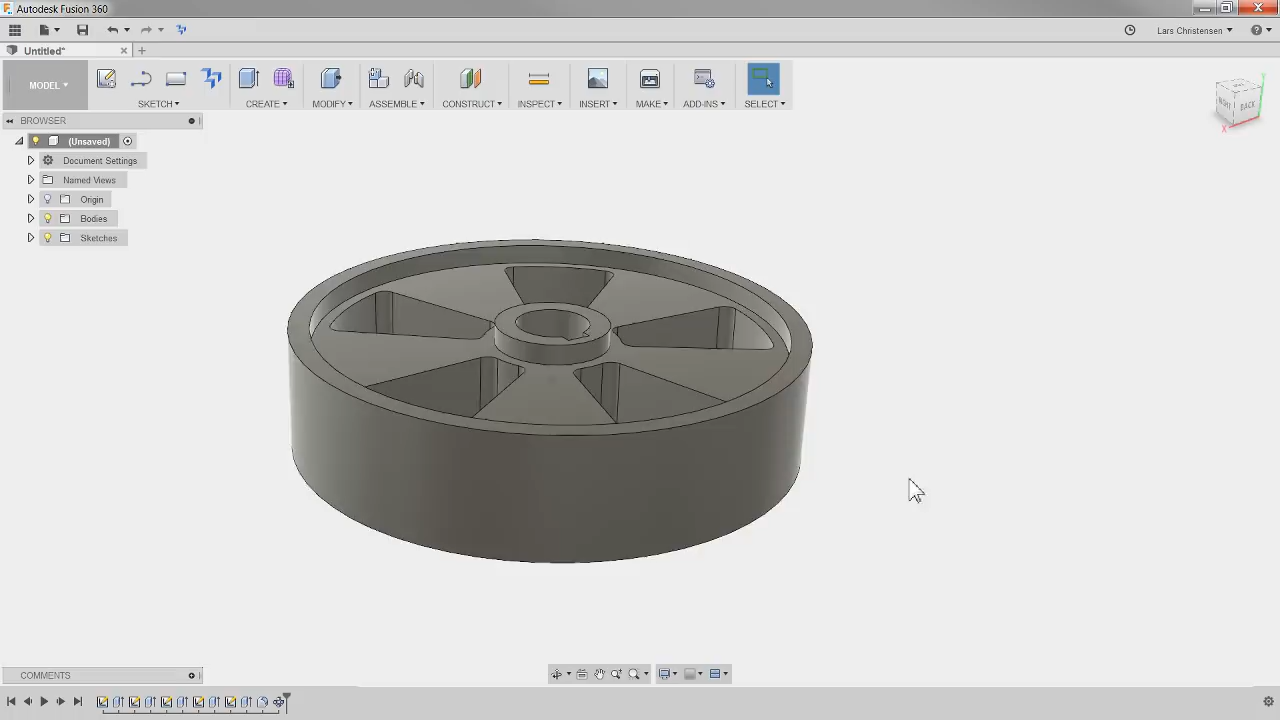 Autodesk Fusion 360
Lars Christensen
Untitled*
MODEL
SKETCH
CREATE
MODIFY
ASSEMBLE
CONSTRUCT
INSPECT
INSERT
MAKE
ADD-INS
SELECT
BACK
X
BROWSER
(Unsaved)
Document Settings
Named Views
Origin
Bodies
Sketches
COMMENTS